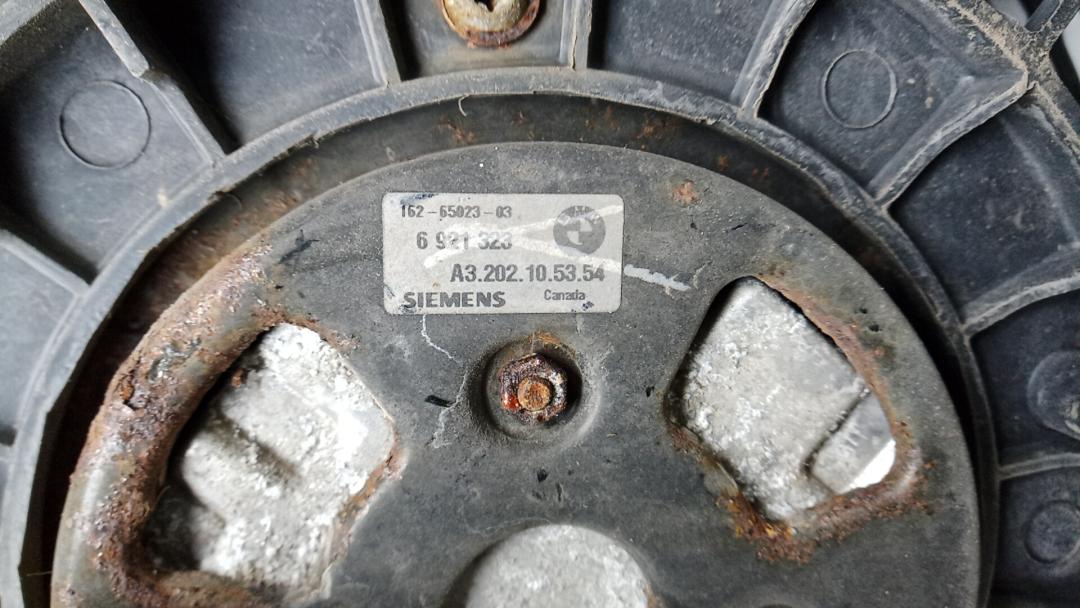 162-65023-03
6 921 323
A3.202.10.53.54
SIEMENS Canada